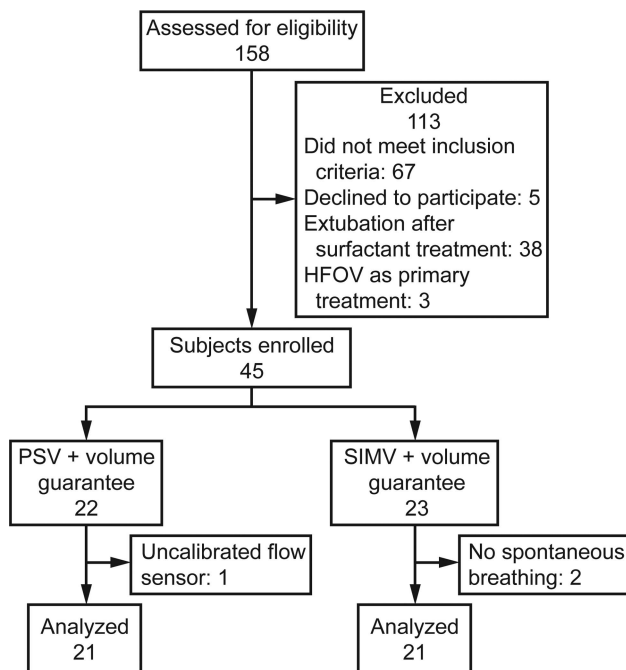 Assessed for eligibility
158
Excluded
113
Did not meet inclusion
criteria: 67
Declined to participate: 5
Extubation after
surfactant treatment: 38
HFOV as primary
treatment: 3
Subjects enrolled
45
PSV + volume
guarantee
22
SIMV + volume
guarantee
23
Uncalibrated flow
sensor: 1
No spontaneous
breathing: 2
Analyzed
21
Analyzed
21